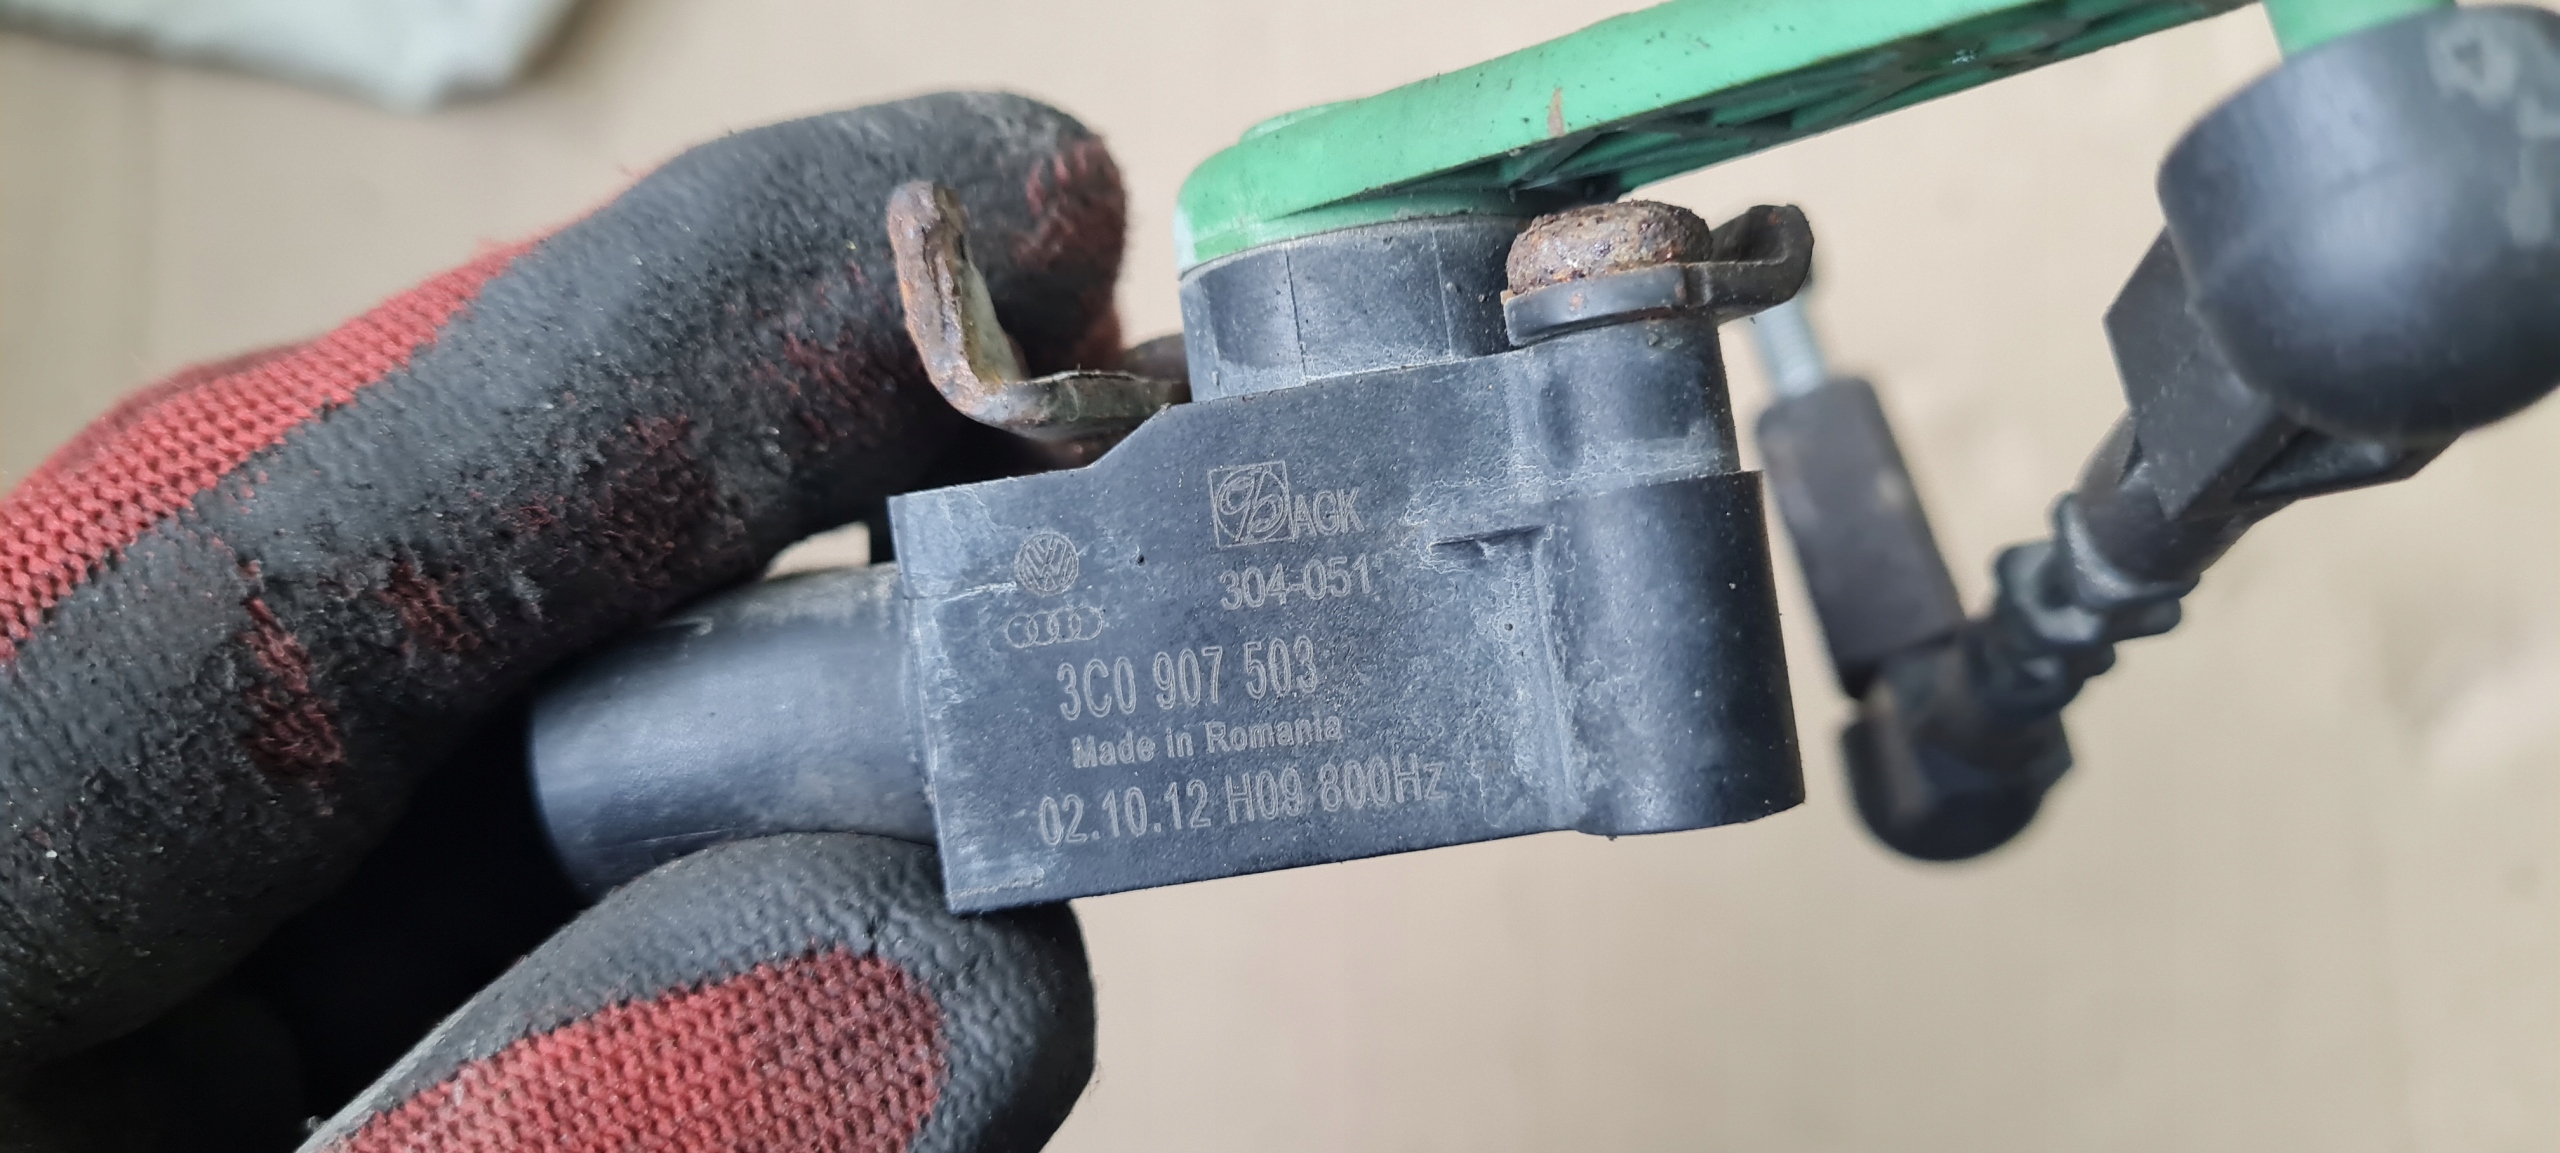 AGK
304-051
3C0 907 503
Made in Romania
02.10.12 H09 800Hz